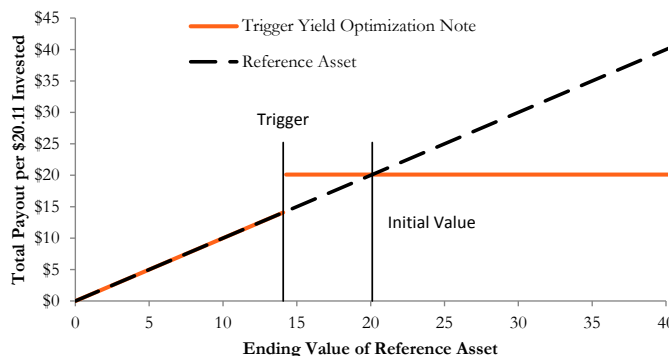 $45
$40
$35
$30
$25
$20
$15
$10
$5
$0
Total Payout per $20.11 Invested
Trigger Yield Optimization Note
Reference Asset
Trigger
Initial Value
0 5 10 15 20 25 30 35 40
Ending Value of Reference Asset